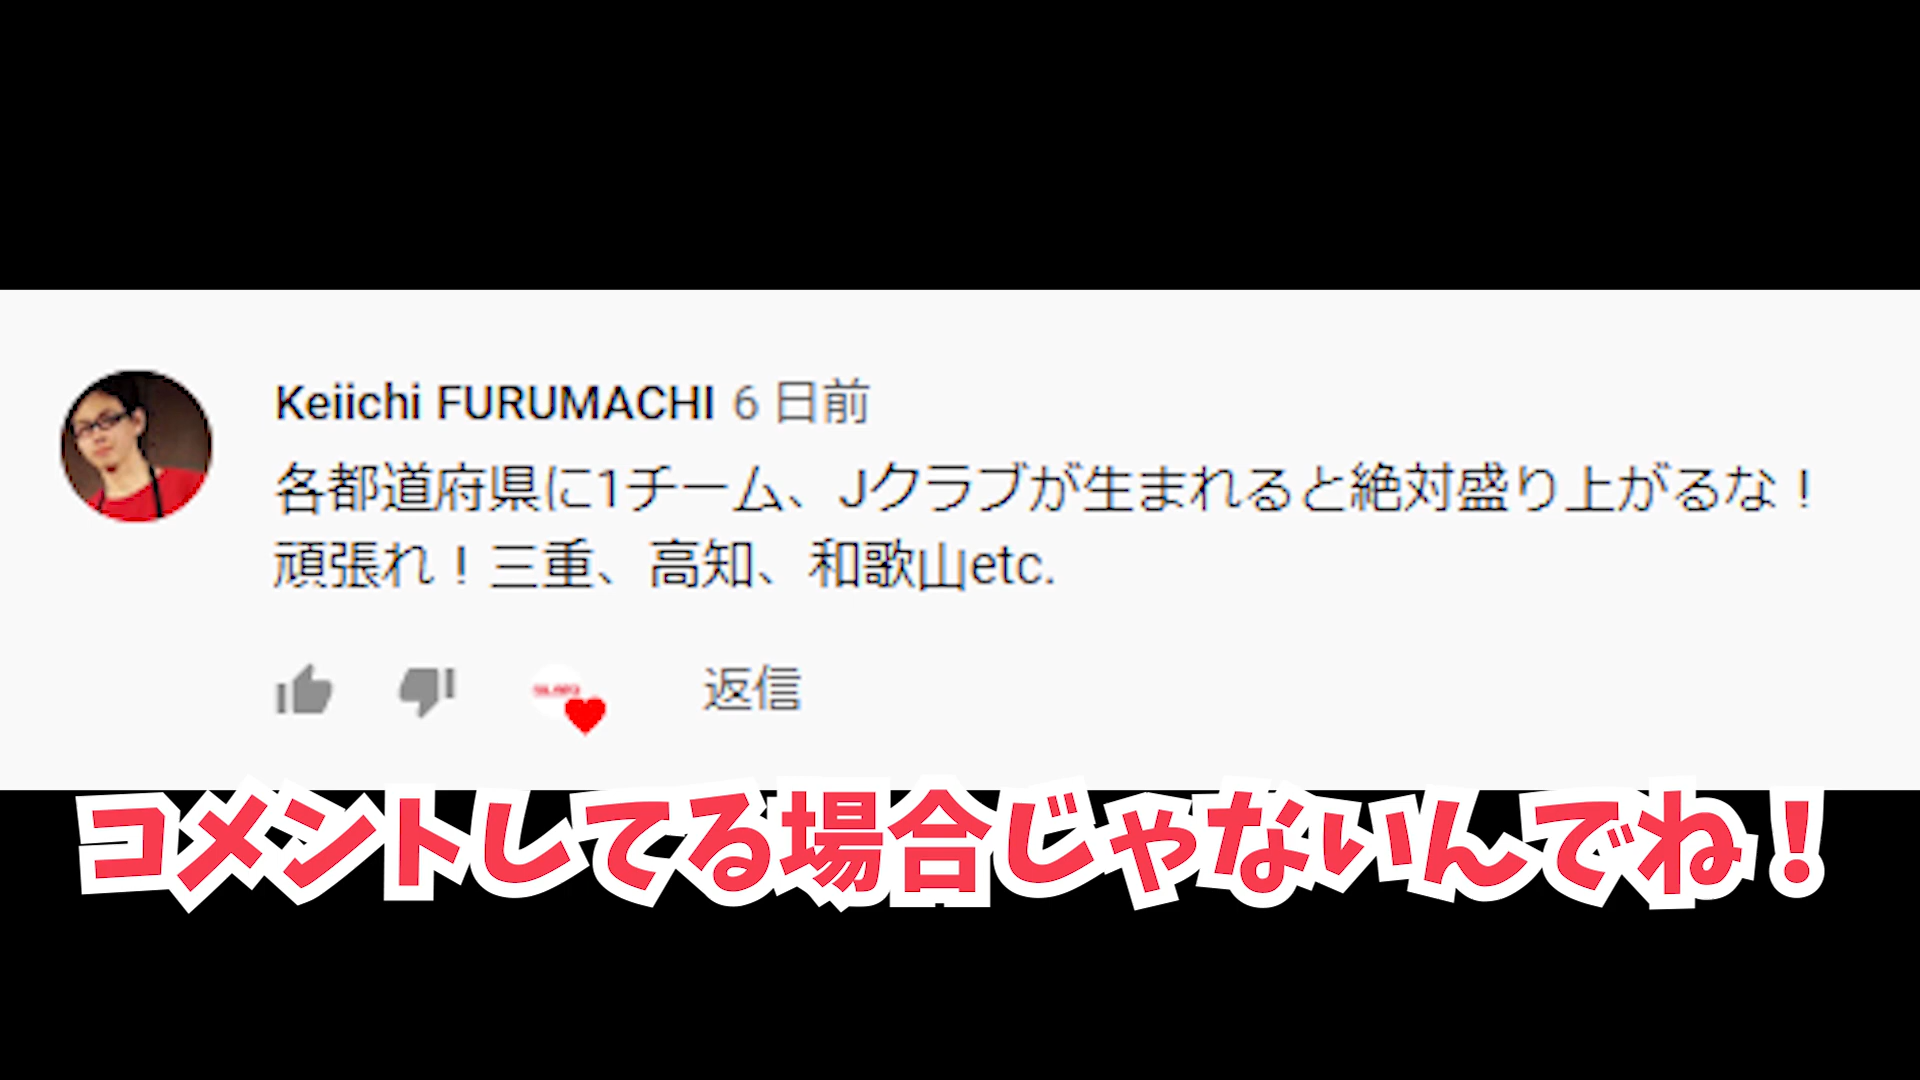 Keiichi FURUMACHI 6 日前
各都道府県に1チーム、Jクラブが生まれると絶対盛り上がるな！
頑張れ！三重、高知、和歌山etc.
返信
コメントしてる場合じゃないんでね！